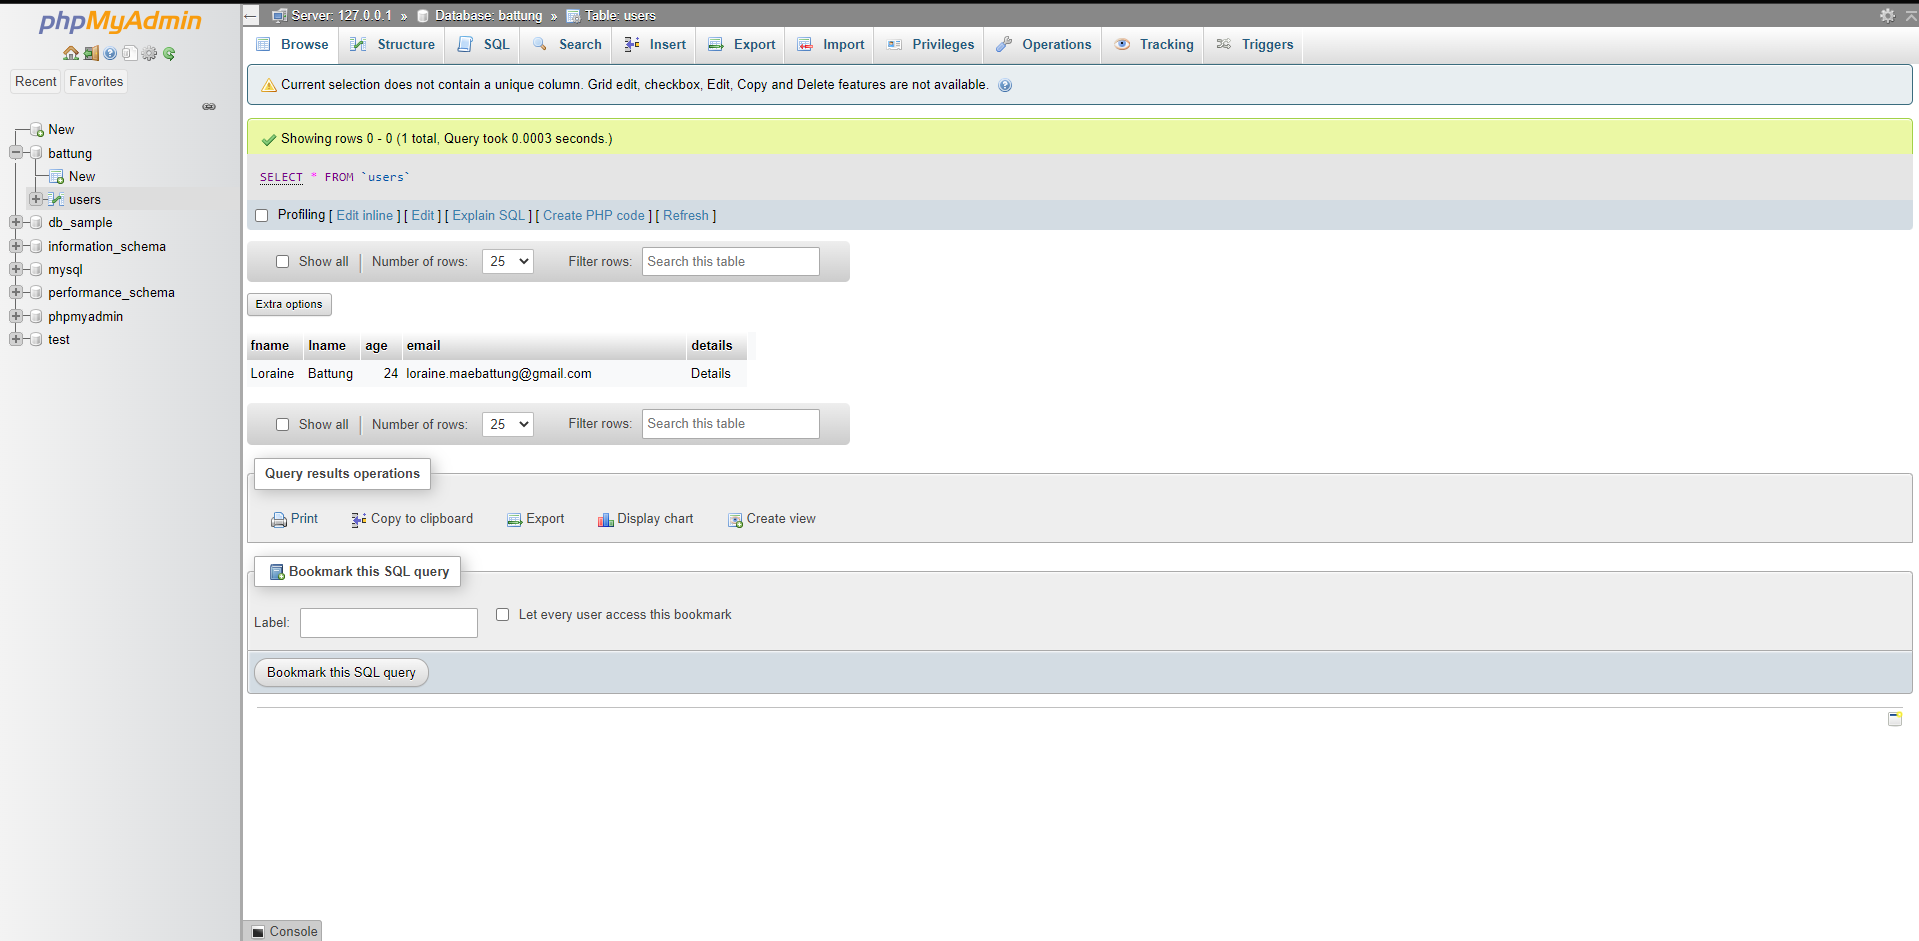 phpMyAdmin
Recent Favorites
New
battung
New
users
db_sample
information_schema
mysql
performance_schema
phpmyadmin
test
Server: 127.0.0.1 » Database: battung » Table: users
Browse Structure SQL Search Insert Export Import Privileges Operations Tracking Triggers
Current selection does not contain a unique column. Grid edit, checkbox, Edit, Copy and Delete features are not available.
Showing rows 0 - 0 (1 total, Query took 0.0003 seconds.)
SELECT * FROM `users`
Profiling [ Edit inline ] [ Edit ] [ Explain SQL ] [ Create PHP code ] [ Refresh ]
Show all | Number of rows: 25 Filter rows: Search this table
Extra options
fname lname age email details
Loraine Battung 24 loraine.maebattung@gmail.com Details
Show all | Number of rows: 25 Filter rows: Search this table
Query results operations
Print Copy to clipboard Export Display chart Create view
Bookmark this SQL query
Label: Let every user access this bookmark
Bookmark this SQL query
Console